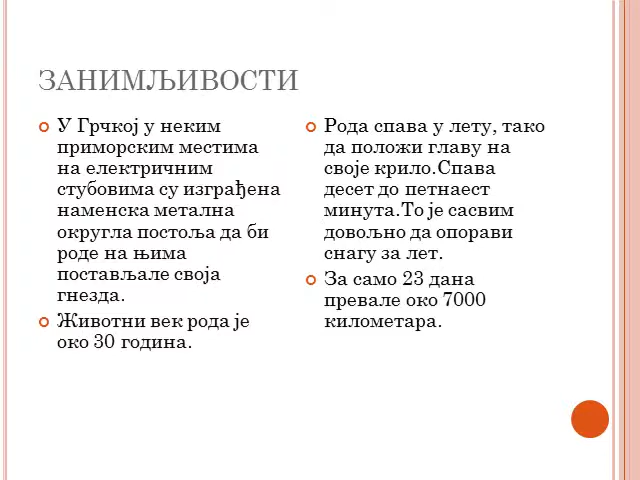 ЗАНИМЉИВОСТИ
У Грчкој у неким
приморским местима
на електричним
стубовима су изграђена
наменска метална
округла постоља да би
роде на њима
постављале своја
гнезда.
Животни век рода је
око 30 година.
Рода спава у лету, тако
да положи главу на
своје крило.Спава
десет до петнаест
минута.То је сасвим
довољно да опорави
снагу за лет.
За само 23 дана
превале око 7000
километара.